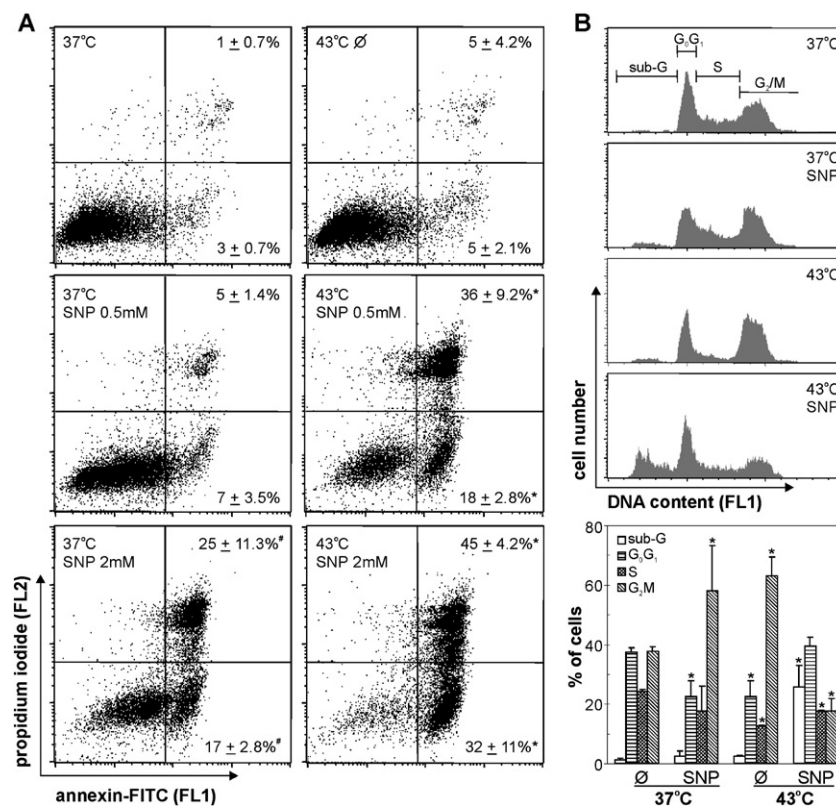 A
37°C
1 ± 0.7%
3 ± 0.7%
43°C Ø
5 ± 4.2%
5 ± 2.1%
37°C
SNP 0.5mM
5 ± 1.4%
7 ± 3.5%
43°C
SNP 0.5mM
36 ± 9.2%*
18 ± 2.8%*
37°C
SNP 2mM
25 ± 11.3%#
17 ± 2.8%#
43°C
SNP 2mM
45 ± 4.2%*
32 ± 11%*
propidium iodide (FL2)
annexin-FITC (FL1)
B
37°C
sub-G
G₀G₁
S
G₂/M
37°C
SNP
43°C
43°C
SNP
cell number
DNA content (FL1)
80
60
40
20
0
% of cells
sub-G
G₀G₁
S
G₂M
* * * * * * * *
Ø SNP Ø SNP
37°C 43°C